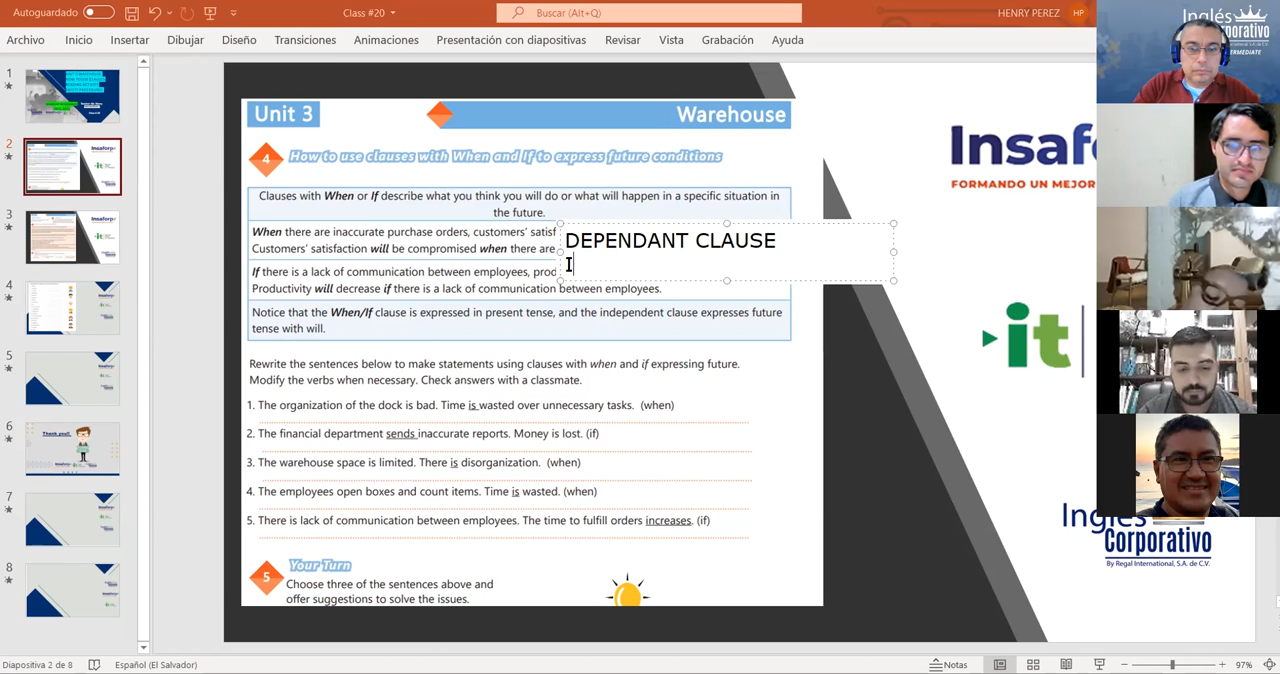 Autoguardado
Class #20
Buscar (Alt+Q)
HENRY PEREZ
HP
Archivo
Inicio
Insertar
Dibujar
Diseño
Transiciones
Animaciones
Presentación con diapositivas
Revisar
Vista
Grabación
Ayuda
Inglés
Corporativo
Unit 3
Warehouse
4 How to use clauses with When and If to express future conditions
Clauses with When or If describe what you think you will do or what will happen in a specific situation in
the future.
When there are inaccurate purchase orders, customers' satisf
Customers' satisfaction will be compromised when there are
If there is a lack of communication between employees, prod
Productivity will decrease if there is a lack of communication between employees.
DEPENDANT CLAUSE
I
Notice that the When/If clause is expressed in present tense, and the independent clause expresses future
tense with will.
Rewrite the sentences below to make statements using clauses with when and if expressing future.
Modify the verbs when necessary. Check answers with a classmate.
1. The organization of the dock is bad. Time is wasted over unnecessary tasks. (when)
2. The financial department sends inaccurate reports. Money is lost. (if)
3. The warehouse space is limited. There is disorganization. (when)
4. The employees open boxes and count items. Time is wasted. (when)
5. There is lack of communication between employees. The time to fulfill orders increases. (if)
5 Your Turn
Choose three of the sentences above and
offer suggestions to solve the issues.
Insafo
FORMANDO UN MEJOR
it
Inglés
Corporativo
By Regal International, S.A. de C.V.
1
2
3
4
5
6
Thank you!!
7
8
Diapositiva 2 de 8
Español (El Salvador)
Notas
97%